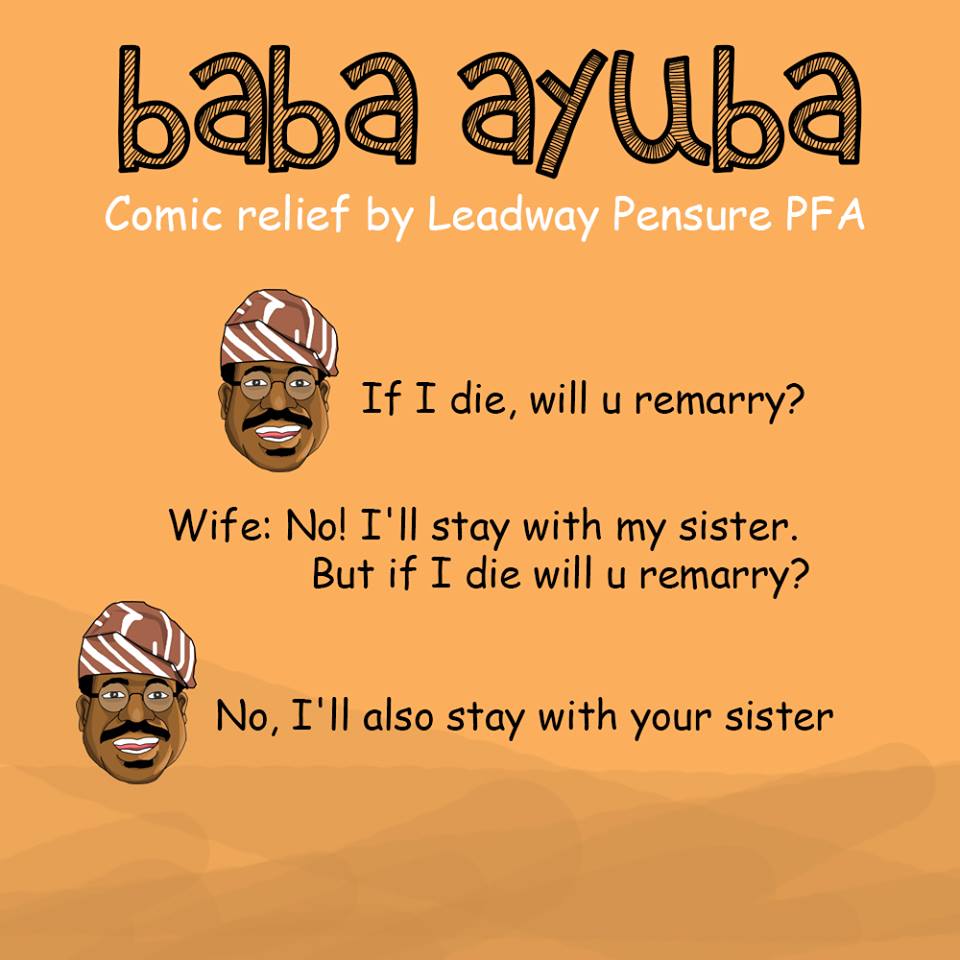 baba ayuba
Comic relief by Leadway Pensure PFA
If I die, will u remarry?
Wife: No! I'll stay with my sister.
But if I die will u remarry?
No, I'll also stay with your sister